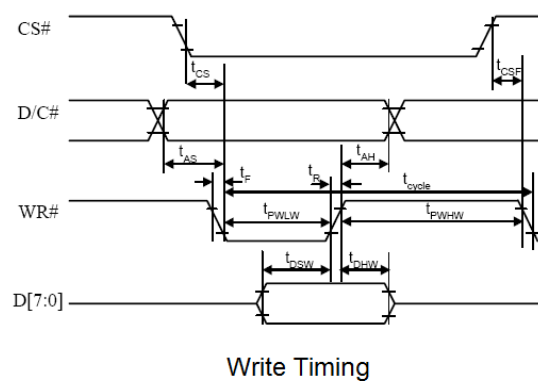 CS#
tCS
tCSF
D/C#
tAS
tAH
tF
tR
tcycle
WR#
tPWLW
tPWHW
tDSW
tDHW
D[7:0]
Write Timing